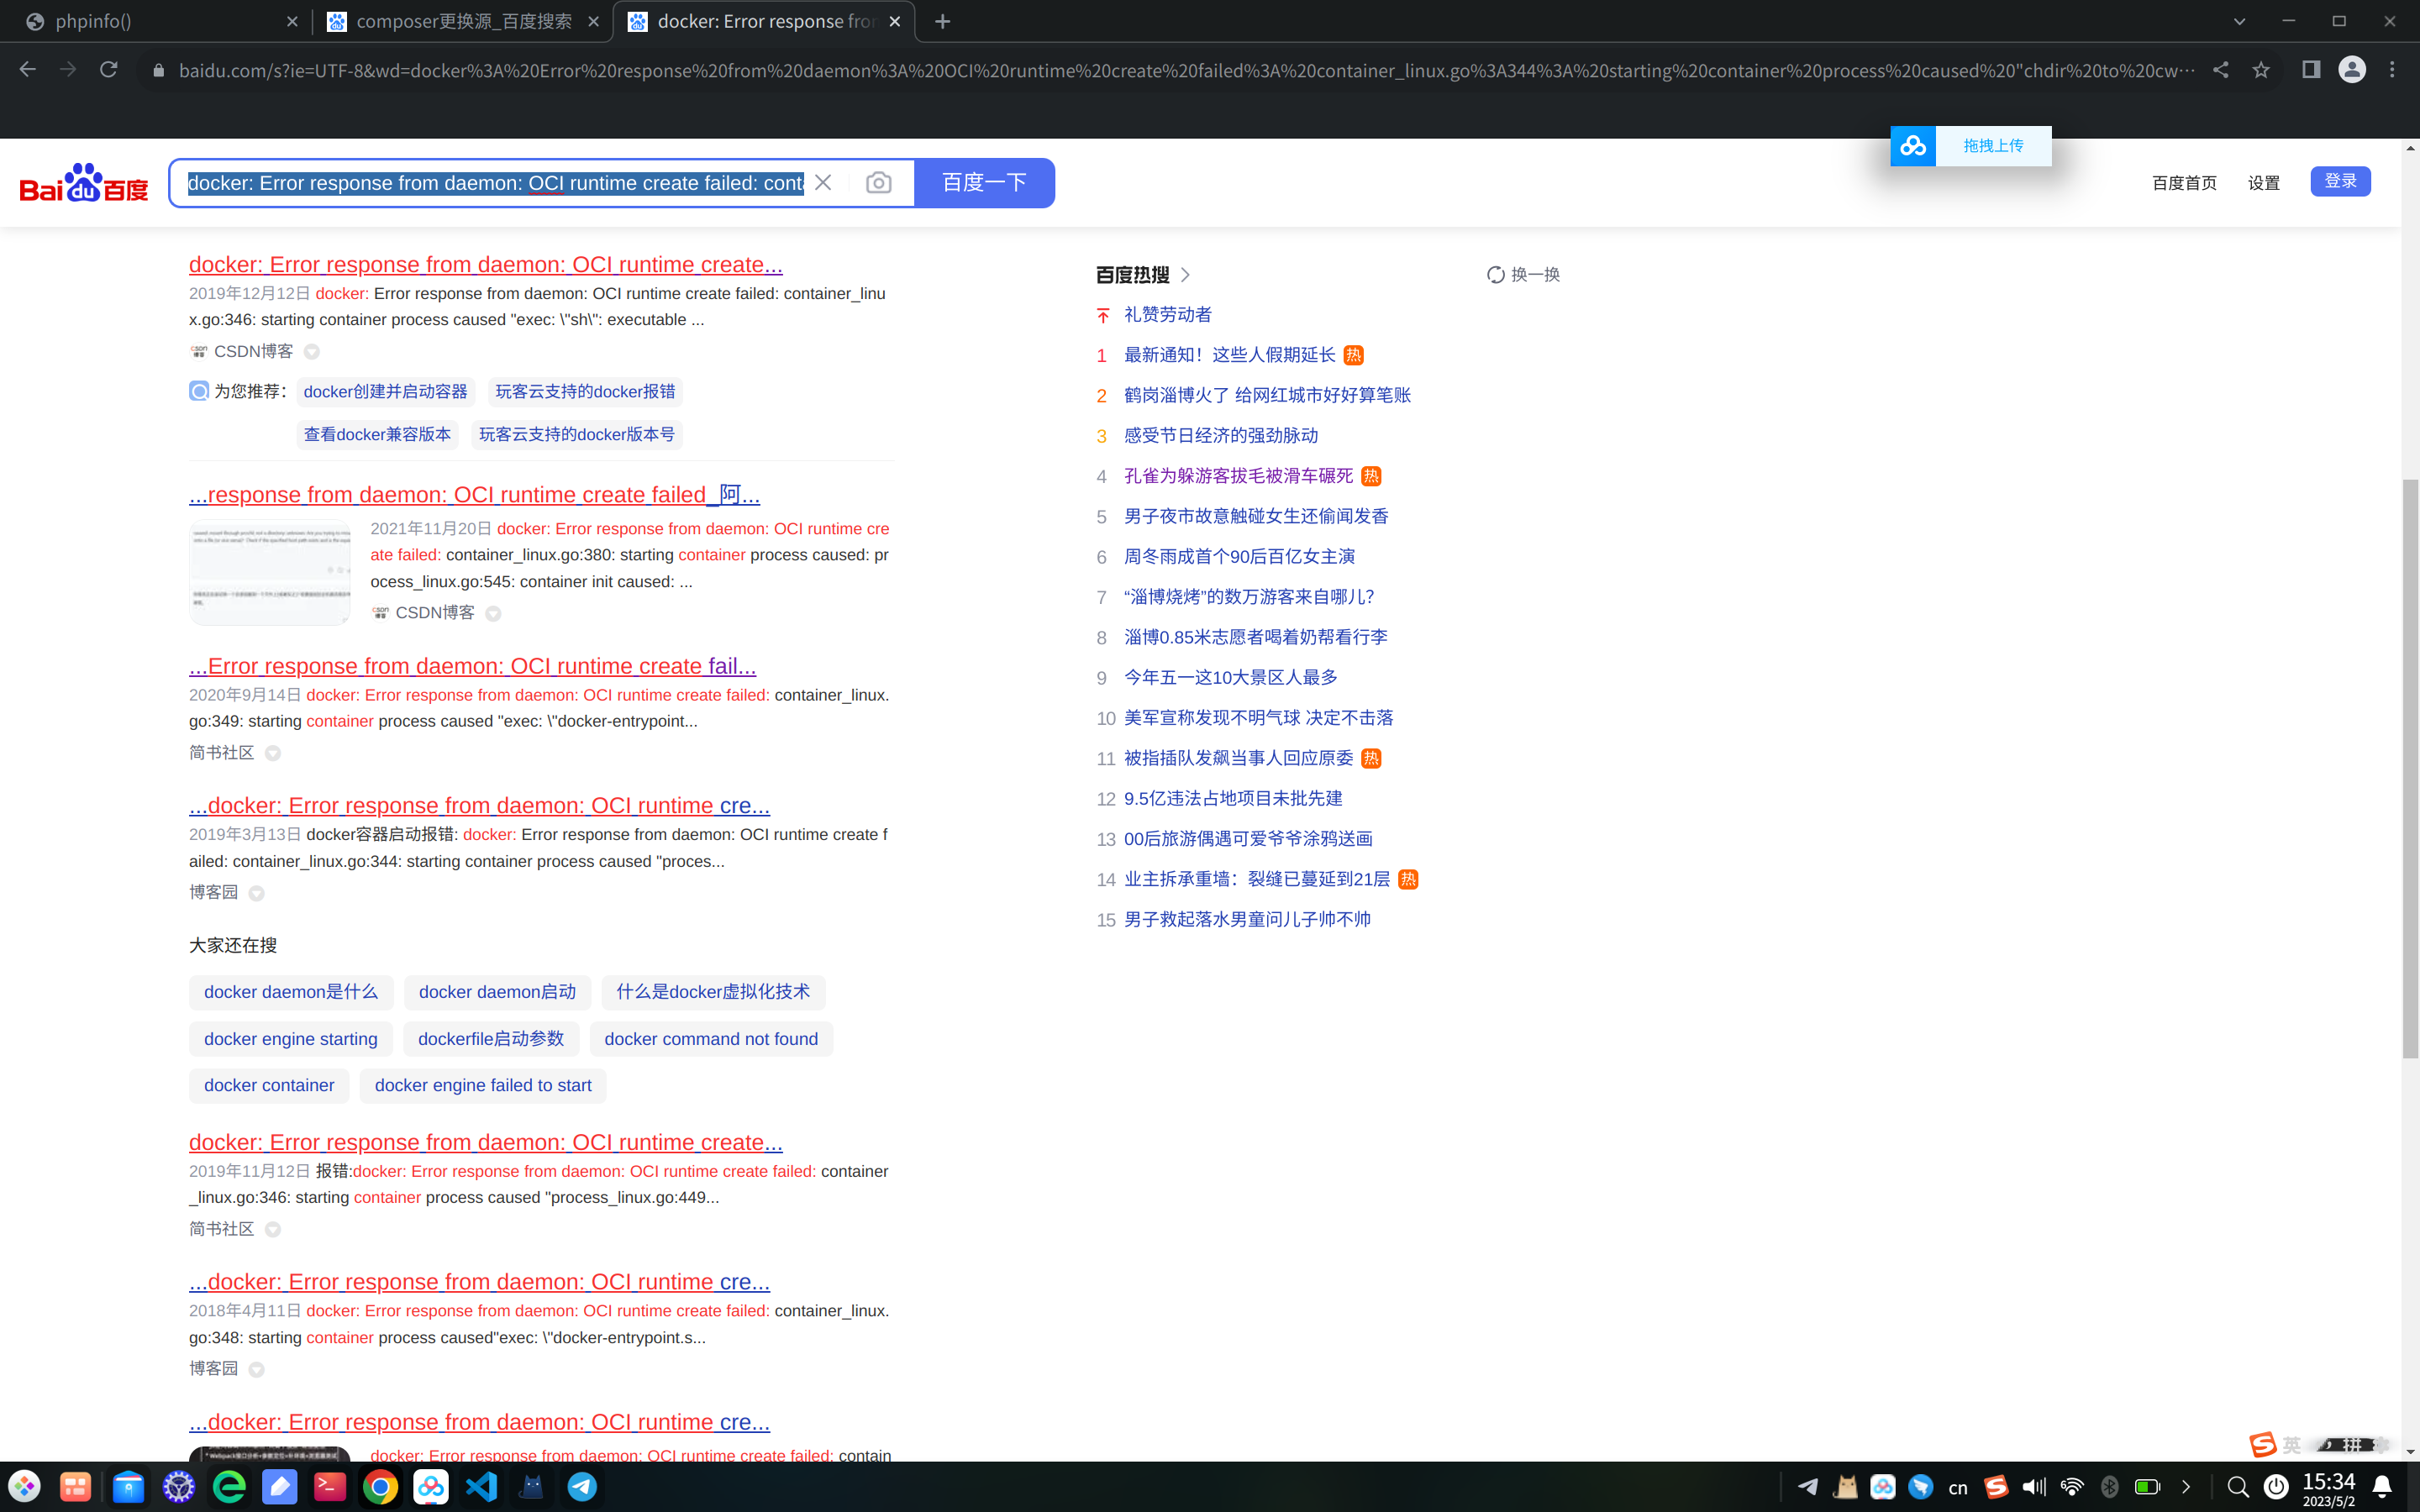 phpinfo()
composer更换源_百度搜索
docker: Error response fro
baidu.com/s?ie=UTF-8&wd=docker%3A%20Error%20response%20from%20daemon%3A%20OCI%20runtime%20create%20failed%3A%20container_linux.go%3A344%3A%20starting%20container%20process%20caused%20"chdir%20to%20cw…
拖拽上传
Bai du 百度
docker: Error response from daemon: OCI runtime create failed: cont
百度一下
百度首页 设置 登录
docker: Error response from daemon: OCI runtime create...
2019年12月12日 docker: Error response from daemon: OCI runtime create failed: container_linu
x.go:346: starting container process caused "exec: \"sh\": executable ...
CSDN博客
为您推荐： docker创建并启动容器 玩客云支持的docker报错
查看docker兼容版本 玩客云支持的docker版本号
...response from daemon: OCI runtime create failed_阿...
2021年11月20日 docker: Error response from daemon: OCI runtime cre
ate failed: container_linux.go:380: starting container process caused: pr
ocess_linux.go:545: container init caused: ...
CSDN博客
...Error response from daemon: OCI runtime create fail...
2020年9月14日 docker: Error response from daemon: OCI runtime create failed: container_linux.
go:349: starting container process caused "exec: \"docker-entrypoint...
简书社区
...docker: Error response from daemon: OCI runtime cre...
2019年3月13日 docker容器启动报错: docker: Error response from daemon: OCI runtime create f
ailed: container_linux.go:344: starting container process caused "proces...
博客园
大家还在搜
docker daemon是什么 docker daemon启动 什么是docker虚拟化技术
docker engine starting dockerfile启动参数 docker command not found
docker container docker engine failed to start
docker: Error response from daemon: OCI runtime create...
2019年11月12日 报错:docker: Error response from daemon: OCI runtime create failed: container
_linux.go:346: starting container process caused "process_linux.go:449...
简书社区
...docker: Error response from daemon: OCI runtime cre...
2018年4月11日 docker: Error response from daemon: OCI runtime create failed: container_linux.
go:348: starting container process caused"exec: \"docker-entrypoint.s...
博客园
...docker: Error response from daemon: OCI runtime cre...
docker: Error response from daemon: OCI runtime create failed: contain
百度热搜 换一换
礼赞劳动者
1 最新通知！这些人假期延长 热
2 鹤岗淄博火了 给网红城市好好算笔账
3 感受节日经济的强劲脉动
4 孔雀为躲游客拔毛被滑车碾死 热
5 男子夜市故意触碰女生还偷闻发香
6 周冬雨成首个90后百亿女主演
7 “淄博烧烤”的数万游客来自哪儿？
8 淄博0.85米志愿者喝着奶帮看行李
9 今年五一这10大景区人最多
10 美军宣称发现不明气球 决定不击落
11 被指插队发飙当事人回应原委 热
12 9.5亿违法占地项目未批先建
13 00后旅游偶遇可爱爷爷涂鸦送画
14 业主拆承重墙：裂缝已蔓延到21层 热
15 男子救起落水男童问儿子帅不帅
英 拼
cn
15:34
2023/5/2